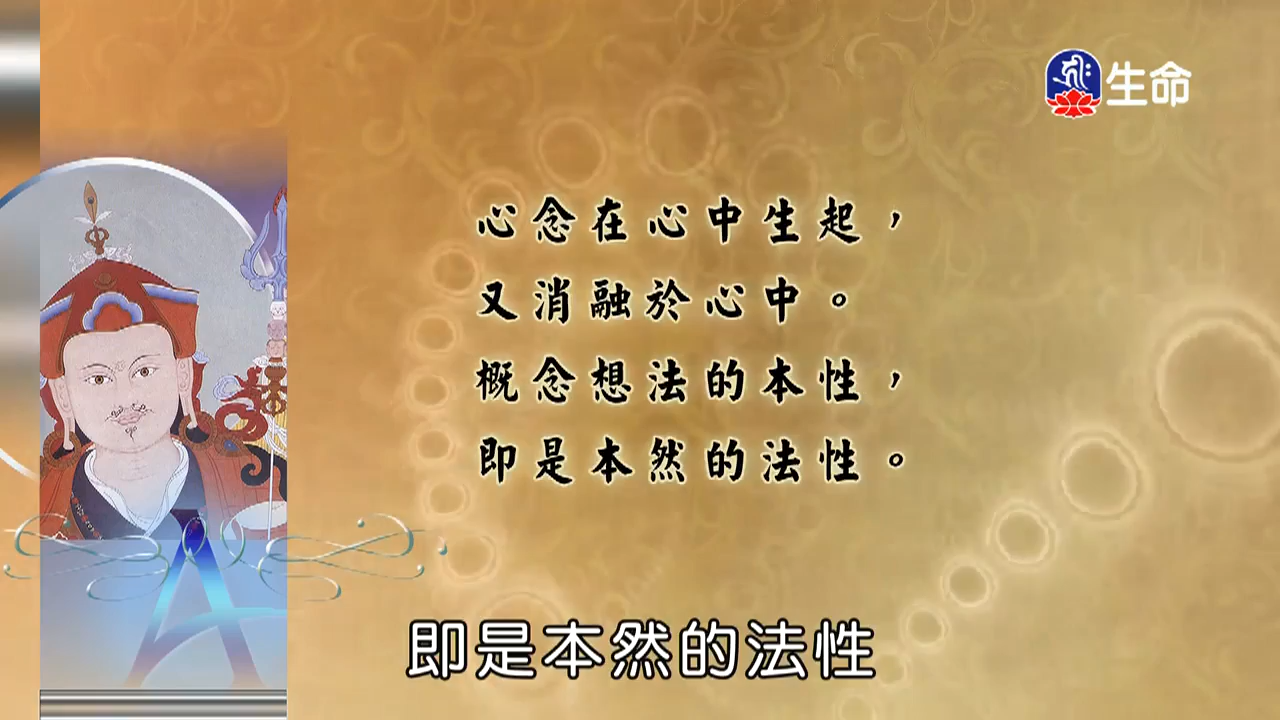 生命
心念在心中生起，
又消融於心中。
概念想法的本性，
即是本然的法性。
即是本然的法性